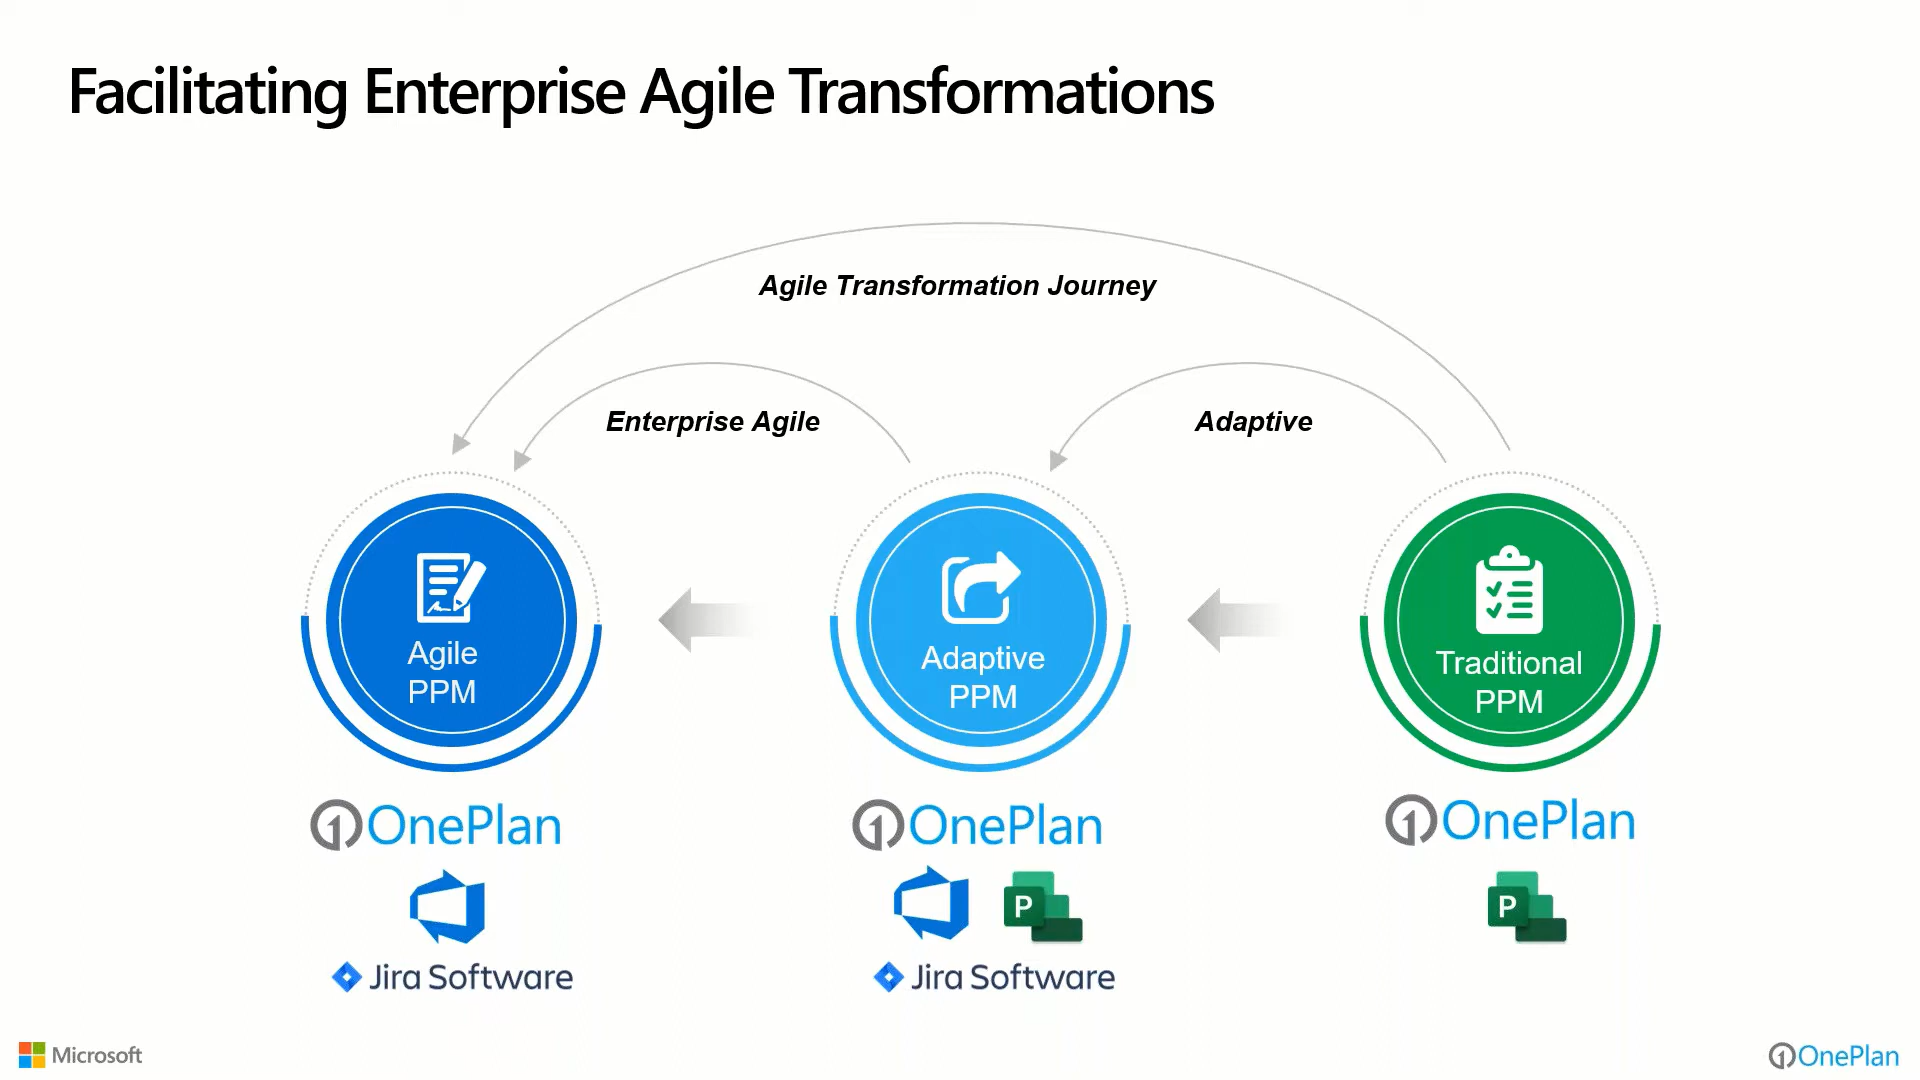 Facilitating Enterprise Agile Transformations
Agile Transformation Journey
Enterprise Agile
Adaptive
Agile
PPM
Adaptive
PPM
Traditional
PPM
OnePlan
OnePlan
OnePlan
P
P
Jira Software
Jira Software
Microsoft
OnePlan